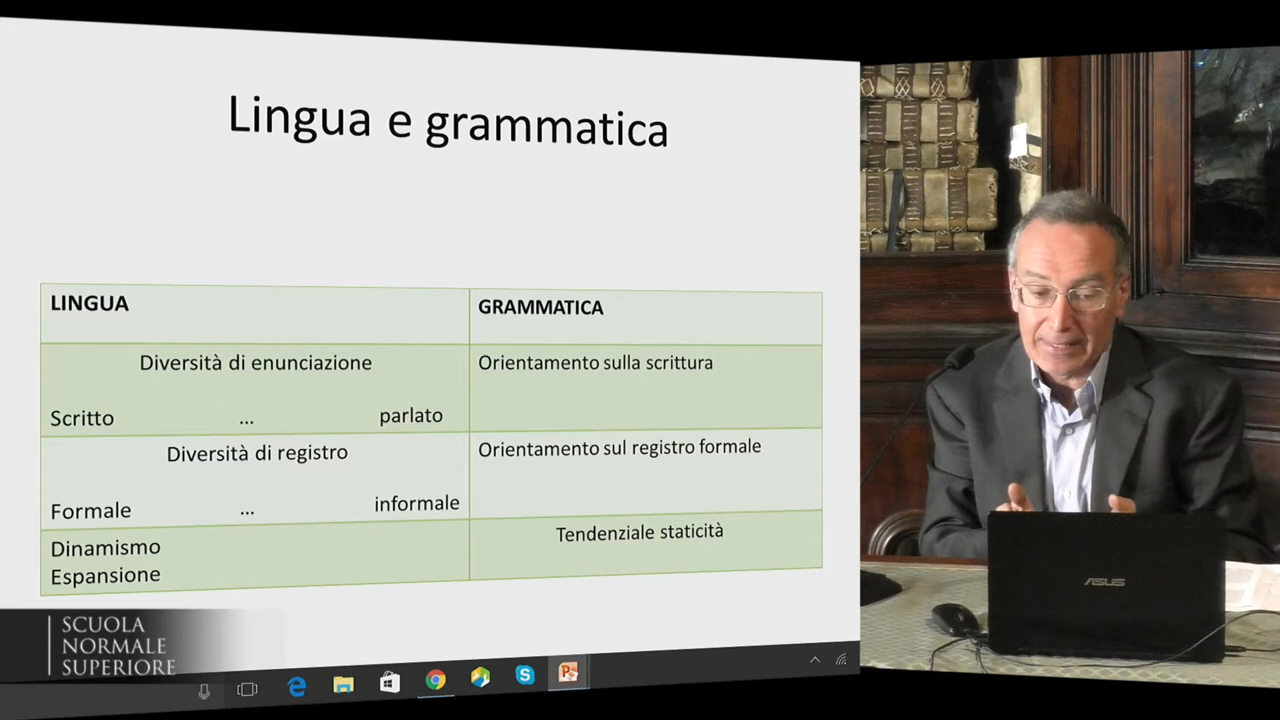 Lingua e grammatica
LINGUA
GRAMMATICA
Diversità di enunciazione
Orientamento sulla scrittura
Scritto ... parlato
Diversità di registro
Orientamento sul registro formale
Formale ... informale
Dinamismo
Espansione
Tendenziale staticità
SCUOLA
NORMALE
SUPERIORE
ASUS